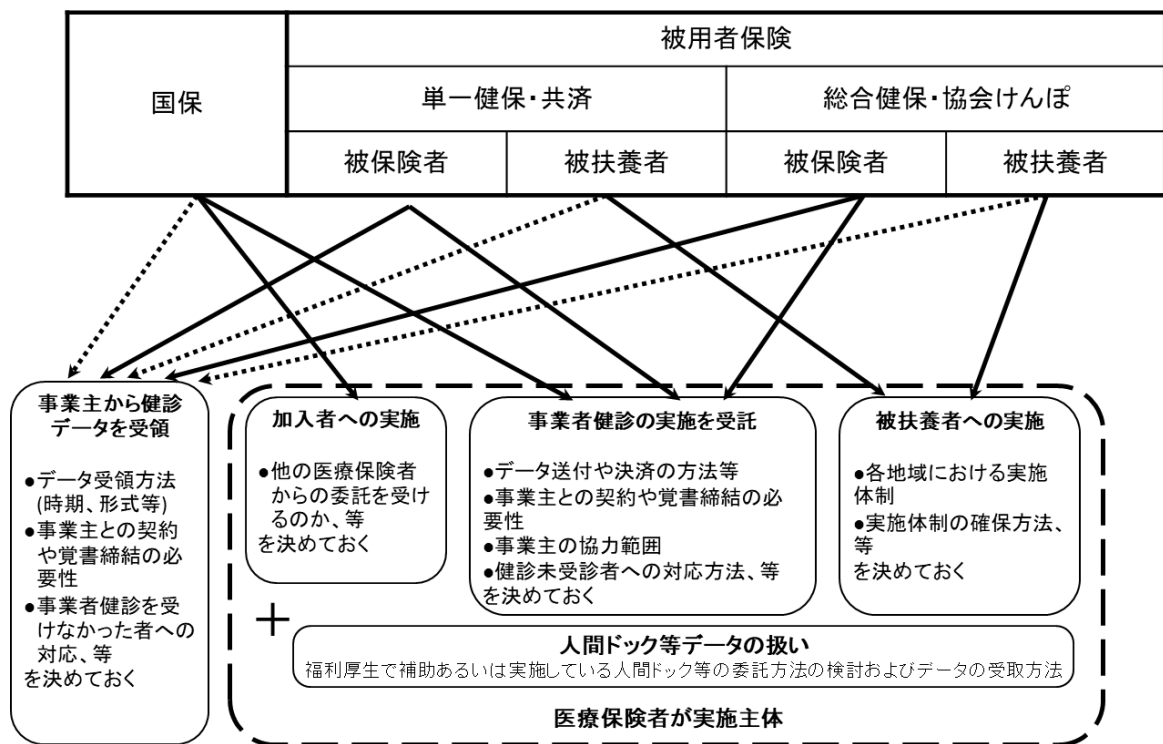 国保
被用者保険
単一健保・共済
総合健保・協会けんぽ
被保険者
被扶養者
被保険者
被扶養者
事業主から健診
データを受領
●データ受領方法
(時期、形式等)
●事業主との契約
や覚書締結の必
要性
●事業者健診を受
けなかった者への
対応、等
を決めておく
加入者への実施
●他の医療保険者
からの委託を受け
るのか、等
を決めておく
事業者健診の実施を受託
●データ送付や決済の方法等
●事業主との契約や覚書締結の必
要性
●事業主の協力範囲
●健診未受診者への対応方法、等
を決めておく
被扶養者への実施
●各地域における実施
体制
●実施体制の確保方法、
等
を決めておく
＋
人間ドック等データの扱い
福利厚生で補助あるいは実施している人間ドック等の委託方法の検討およびデータの受取方法
医療保険者が実施主体